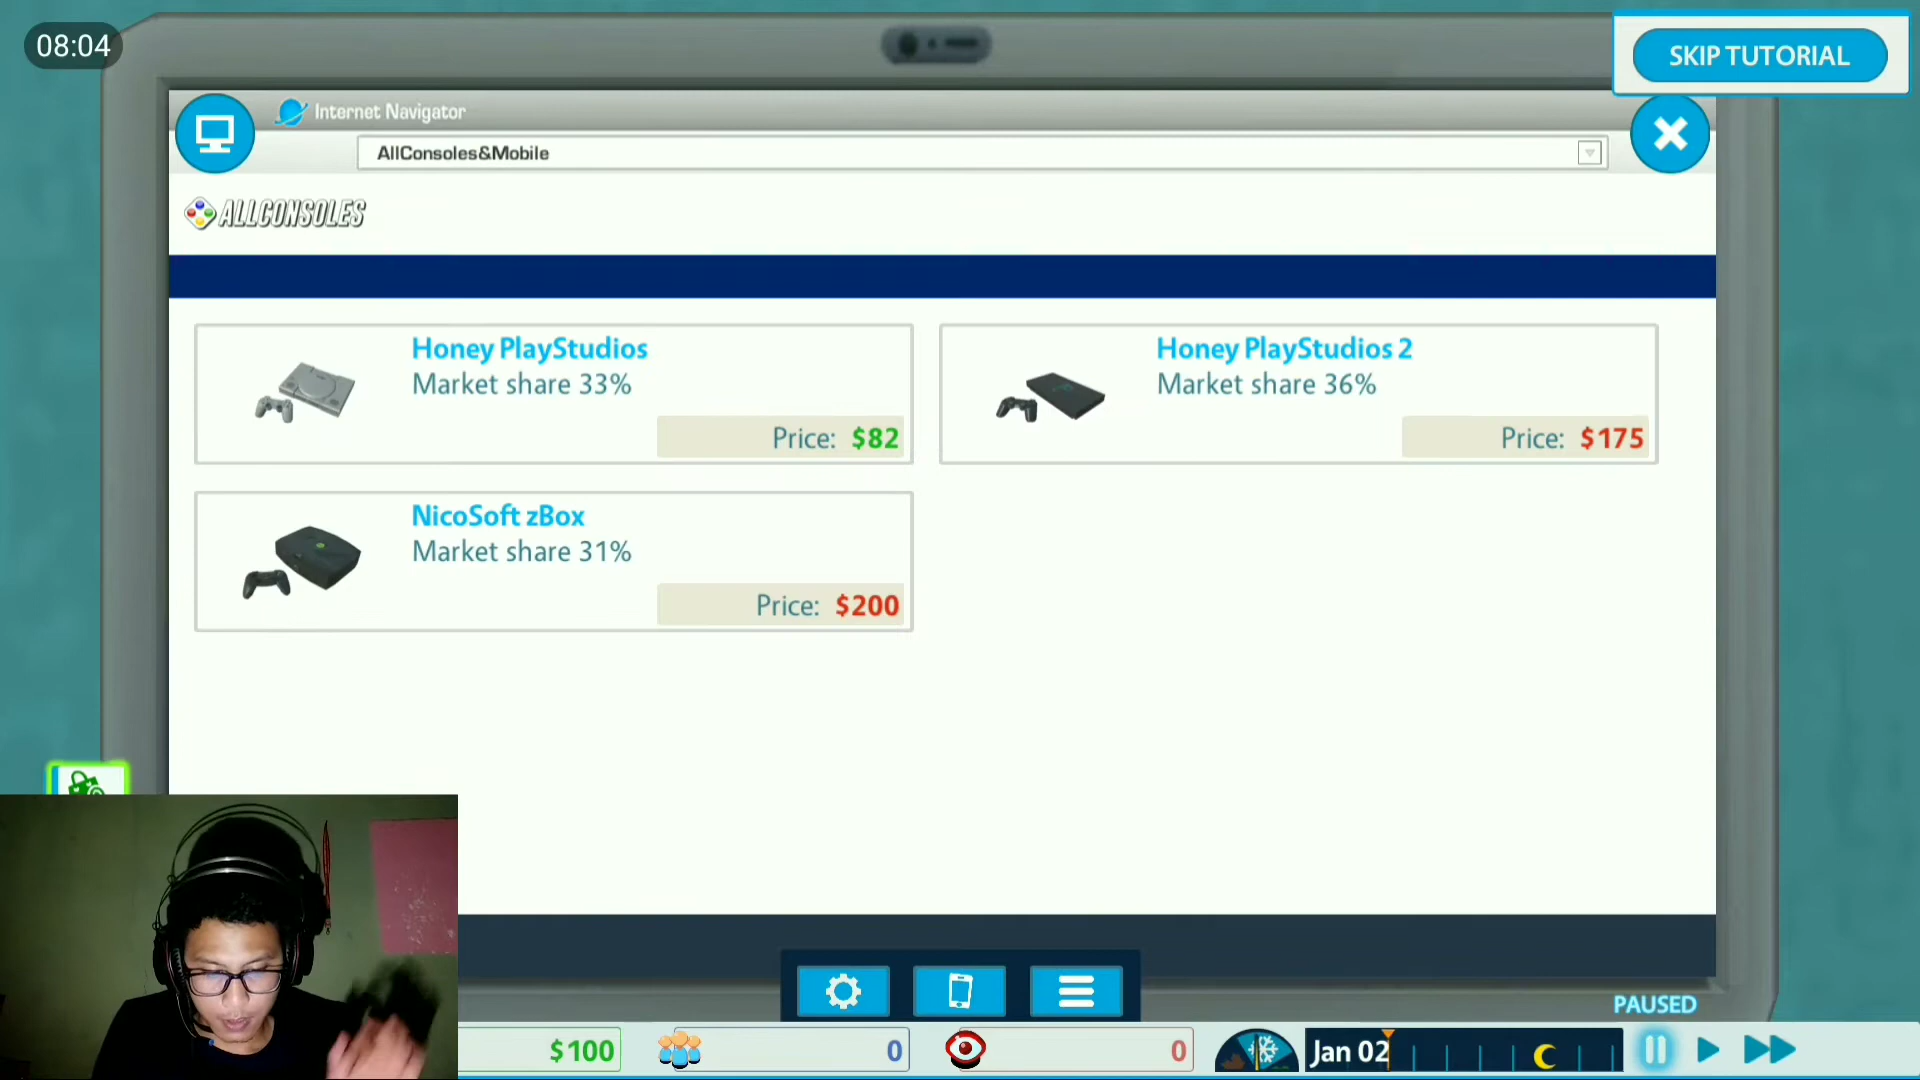 08:04
SKIP TUTORIAL
Internet Navigator
AllConsoles&Mobile
ALLCONSOLES
Honey PlayStudios
Market share 33%
Price: $82
Honey PlayStudios 2
Market share 36%
Price: $175
NicoSoft zBox
Market share 31%
Price: $200
PAUSED
$100
0
0
Jan 02